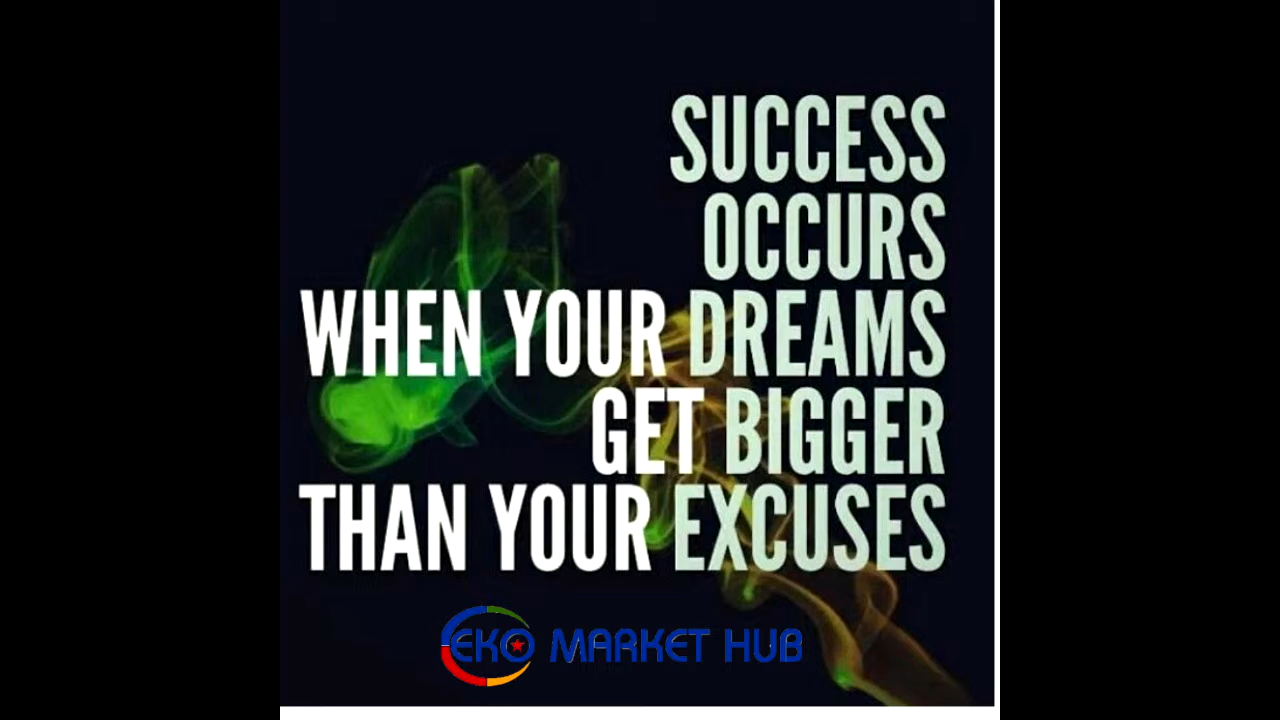 SUCCESS
OCCURS
WHEN YOUR DREAMS
GET BIGGER
THAN YOUR EXCUSES
EKO MARKET HUB